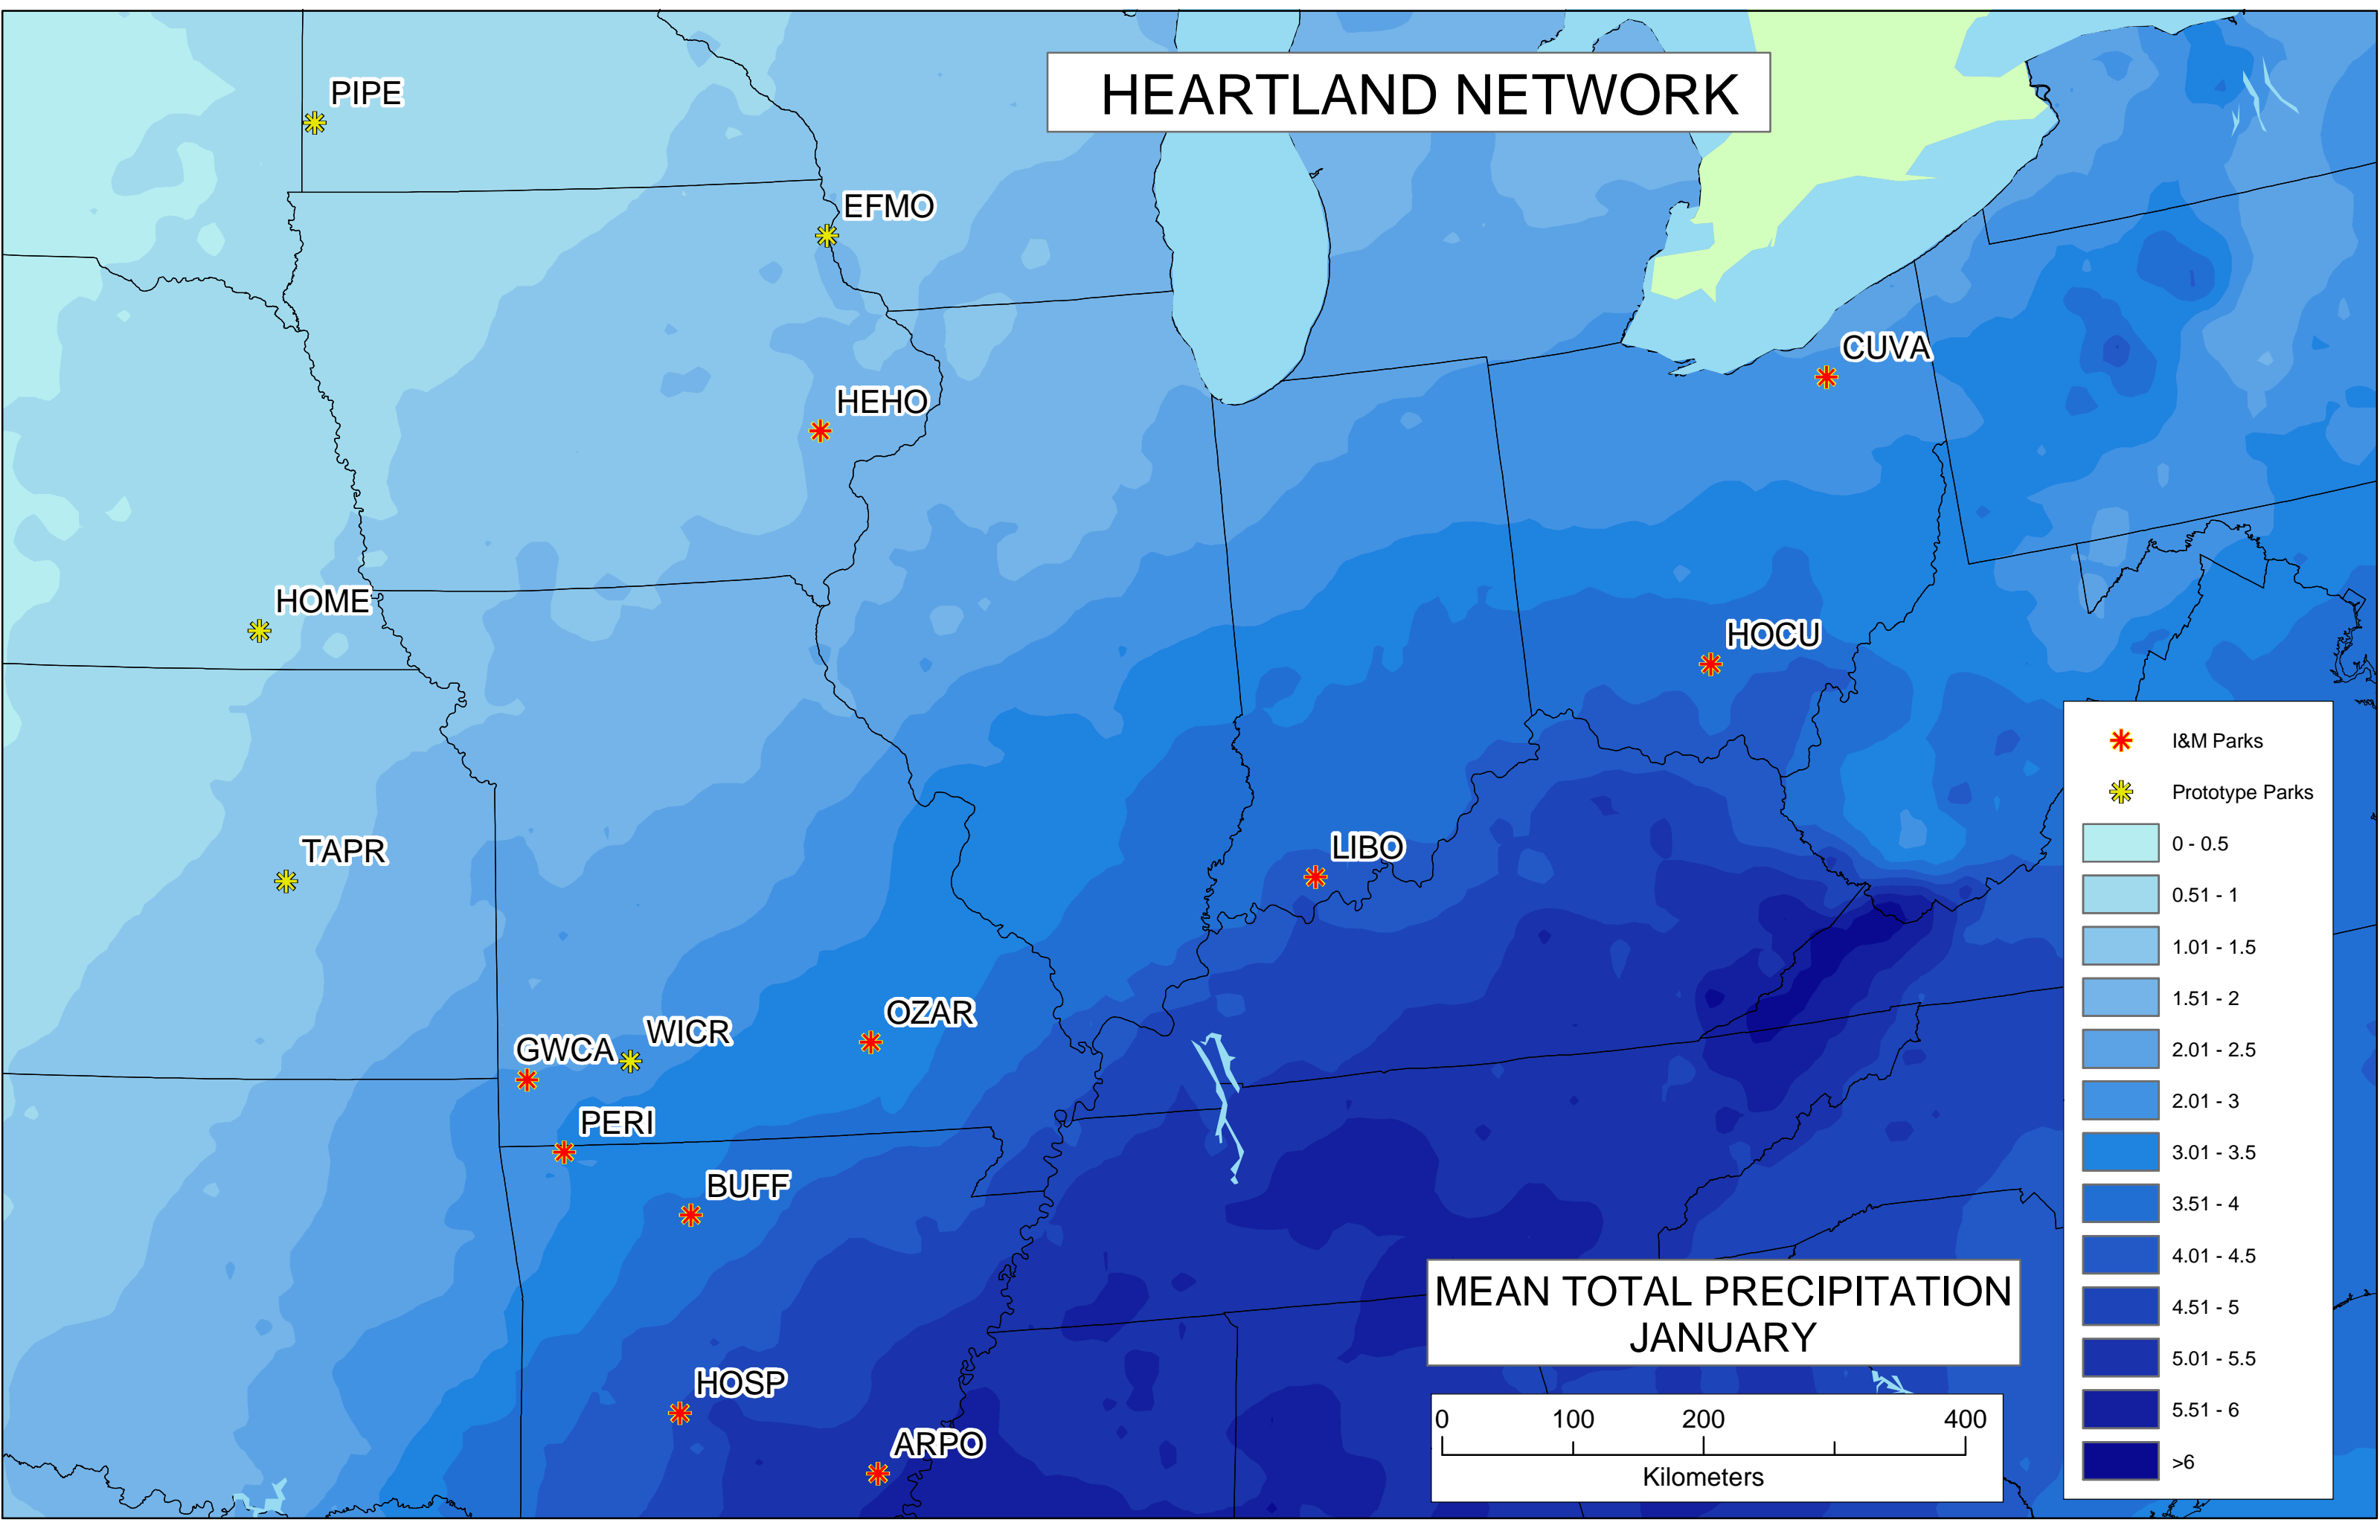 HEARTLAND NETWORK
PIPE
EFMO
CUVA
HEHO
HOME
HOCU
TAPR
LIBO
OZAR
WICR
GWCA
PERI
BUFF
HOSP
ARPO
I&M Parks
Prototype Parks
0 - 0.5
0.51 - 1
1.01 - 1.5
1.51 - 2
2.01 - 2.5
2.01 - 3
3.01 - 3.5
3.51 - 4
4.01 - 4.5
4.51 - 5
5.01 - 5.5
5.51 - 6
>6
MEAN TOTAL PRECIPITATION
JANUARY
0 100 200 400
Kilometers